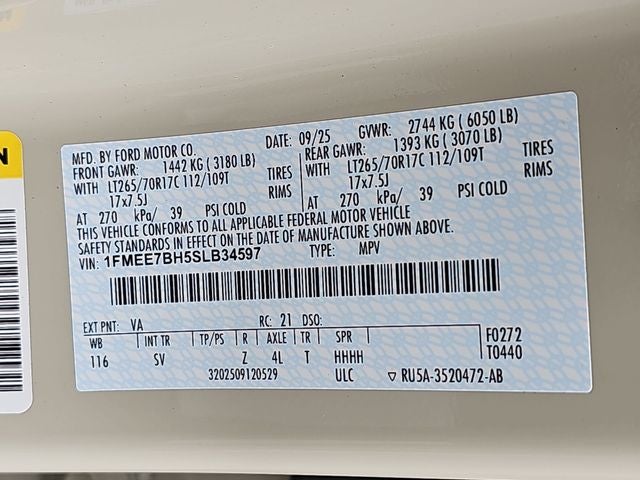 N
MFD. BY FORD MOTOR CO. DATE: 09/25 GVWR: 2744 KG ( 6050 LB)
FRONT GAWR: 1442 KG ( 3180 LB) REAR GAWR: 1393 KG ( 3070 LB)
WITH LT265/70R17C 112/109T TIRES WITH LT265/70R17C 112/109T TIRES
17x7.5J RIMS 17x7.5J RIMS
AT 270 kPa/ 39 PSI COLD AT 270 kPa/ 39 PSI COLD
THIS VEHICLE CONFORMS TO ALL APPLICABLE FEDERAL MOTOR VEHICLE
SAFETY STANDARDS IN EFFECT ON THE DATE OF MANUFACTURE SHOWN ABOVE.
VIN: 1FMEE7BH5SLB34597 TYPE: MPV
EXT PNT: VA RC: 21 DSO:
WB INT TR TP/PS R AXLE TR SPR F0272
116 SV Z 4L T HHHH T0440
3202509120529 ULC RU5A-3520472-AB